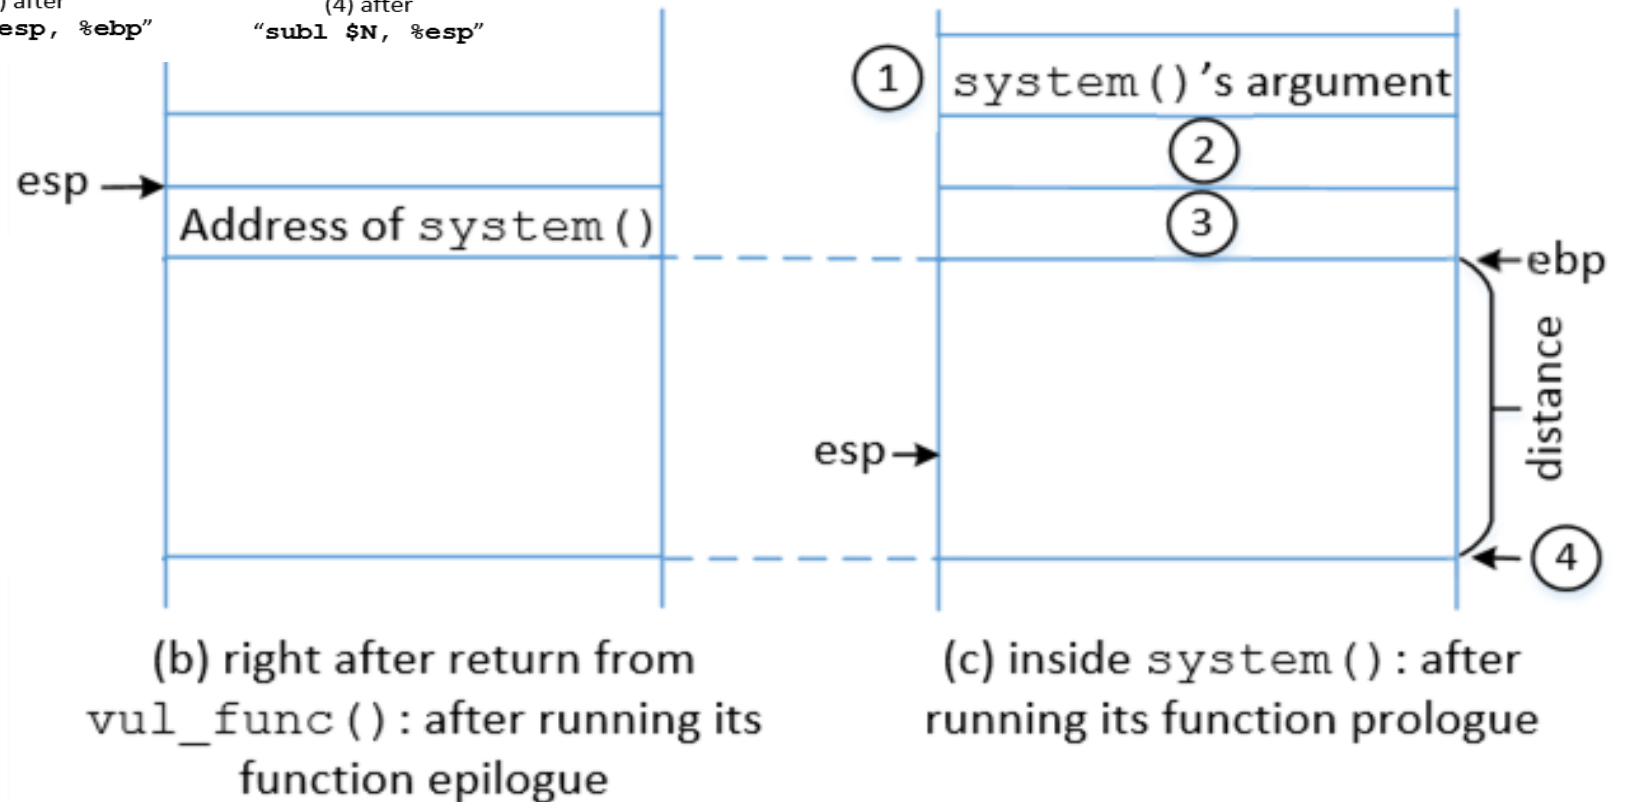 ) after
esp, %ebp”
(4) after
“subl $N, %esp”
esp
Address of system()
(b) right after return from
vul_func(): after running its
function epilogue
1
system()’s argument
2
3
ebp
distance
esp
4
(c) inside system(): after
running its function prologue